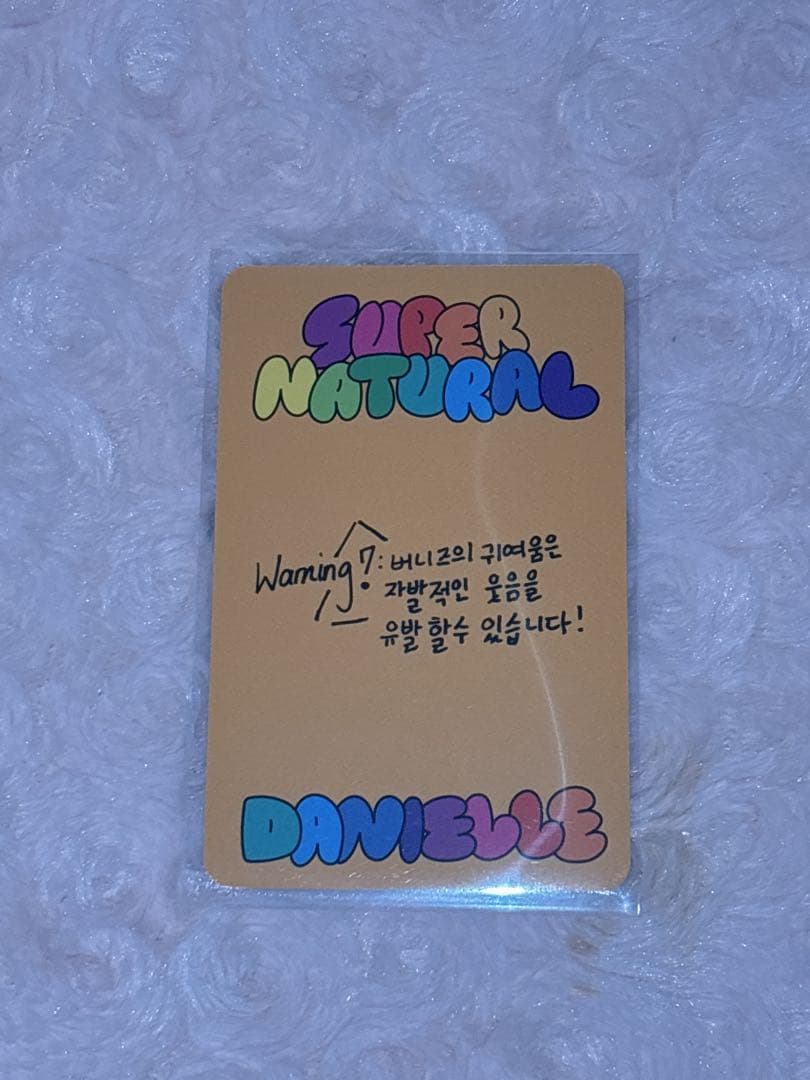 SUPER
NATURAL
Warning?: 버니즈의 귀여움은
자발적인 웃음을
유발 할수 있습니다!
DANIELLE